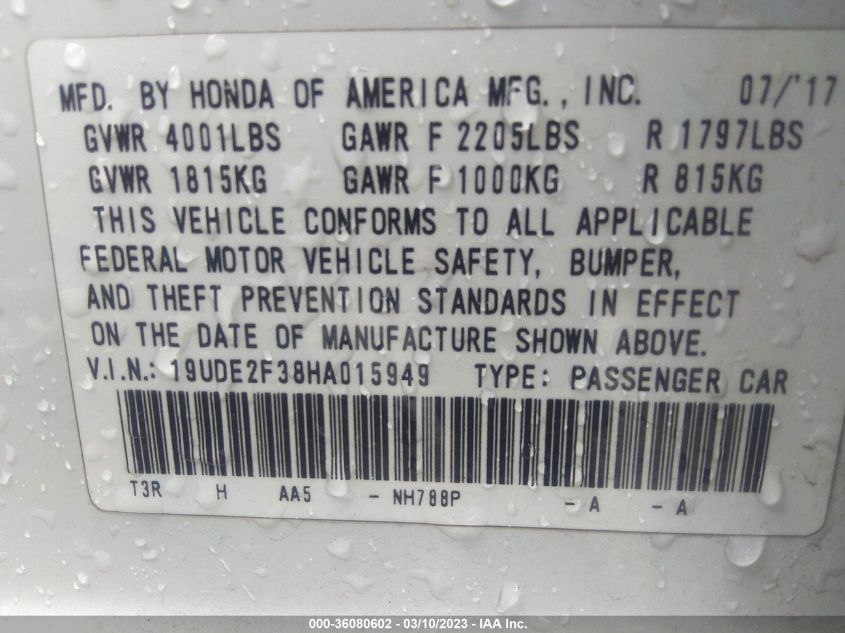 MFD. BY HONDA OF AMERICA MFG., INC. 07/'17
GVWR 4001LBS GAWR F 2205LBS R 1797LBS
GVWR 1815KG GAWR F 1000KG R 815KG
THIS VEHICLE CONFORMS TO ALL APPLICABLE
FEDERAL MOTOR VEHICLE SAFETY, BUMPER,
AND THEFT PREVENTION STANDARDS IN EFFECT
ON THE DATE OF MANUFACTURE SHOWN ABOVE.
V.I.N.: 19UDE2F38HA015949 TYPE: PASSENGER CAR
T3R H AA5 - NH788P - A - A
000-36080602 - 03/10/2023 - IAA Inc.